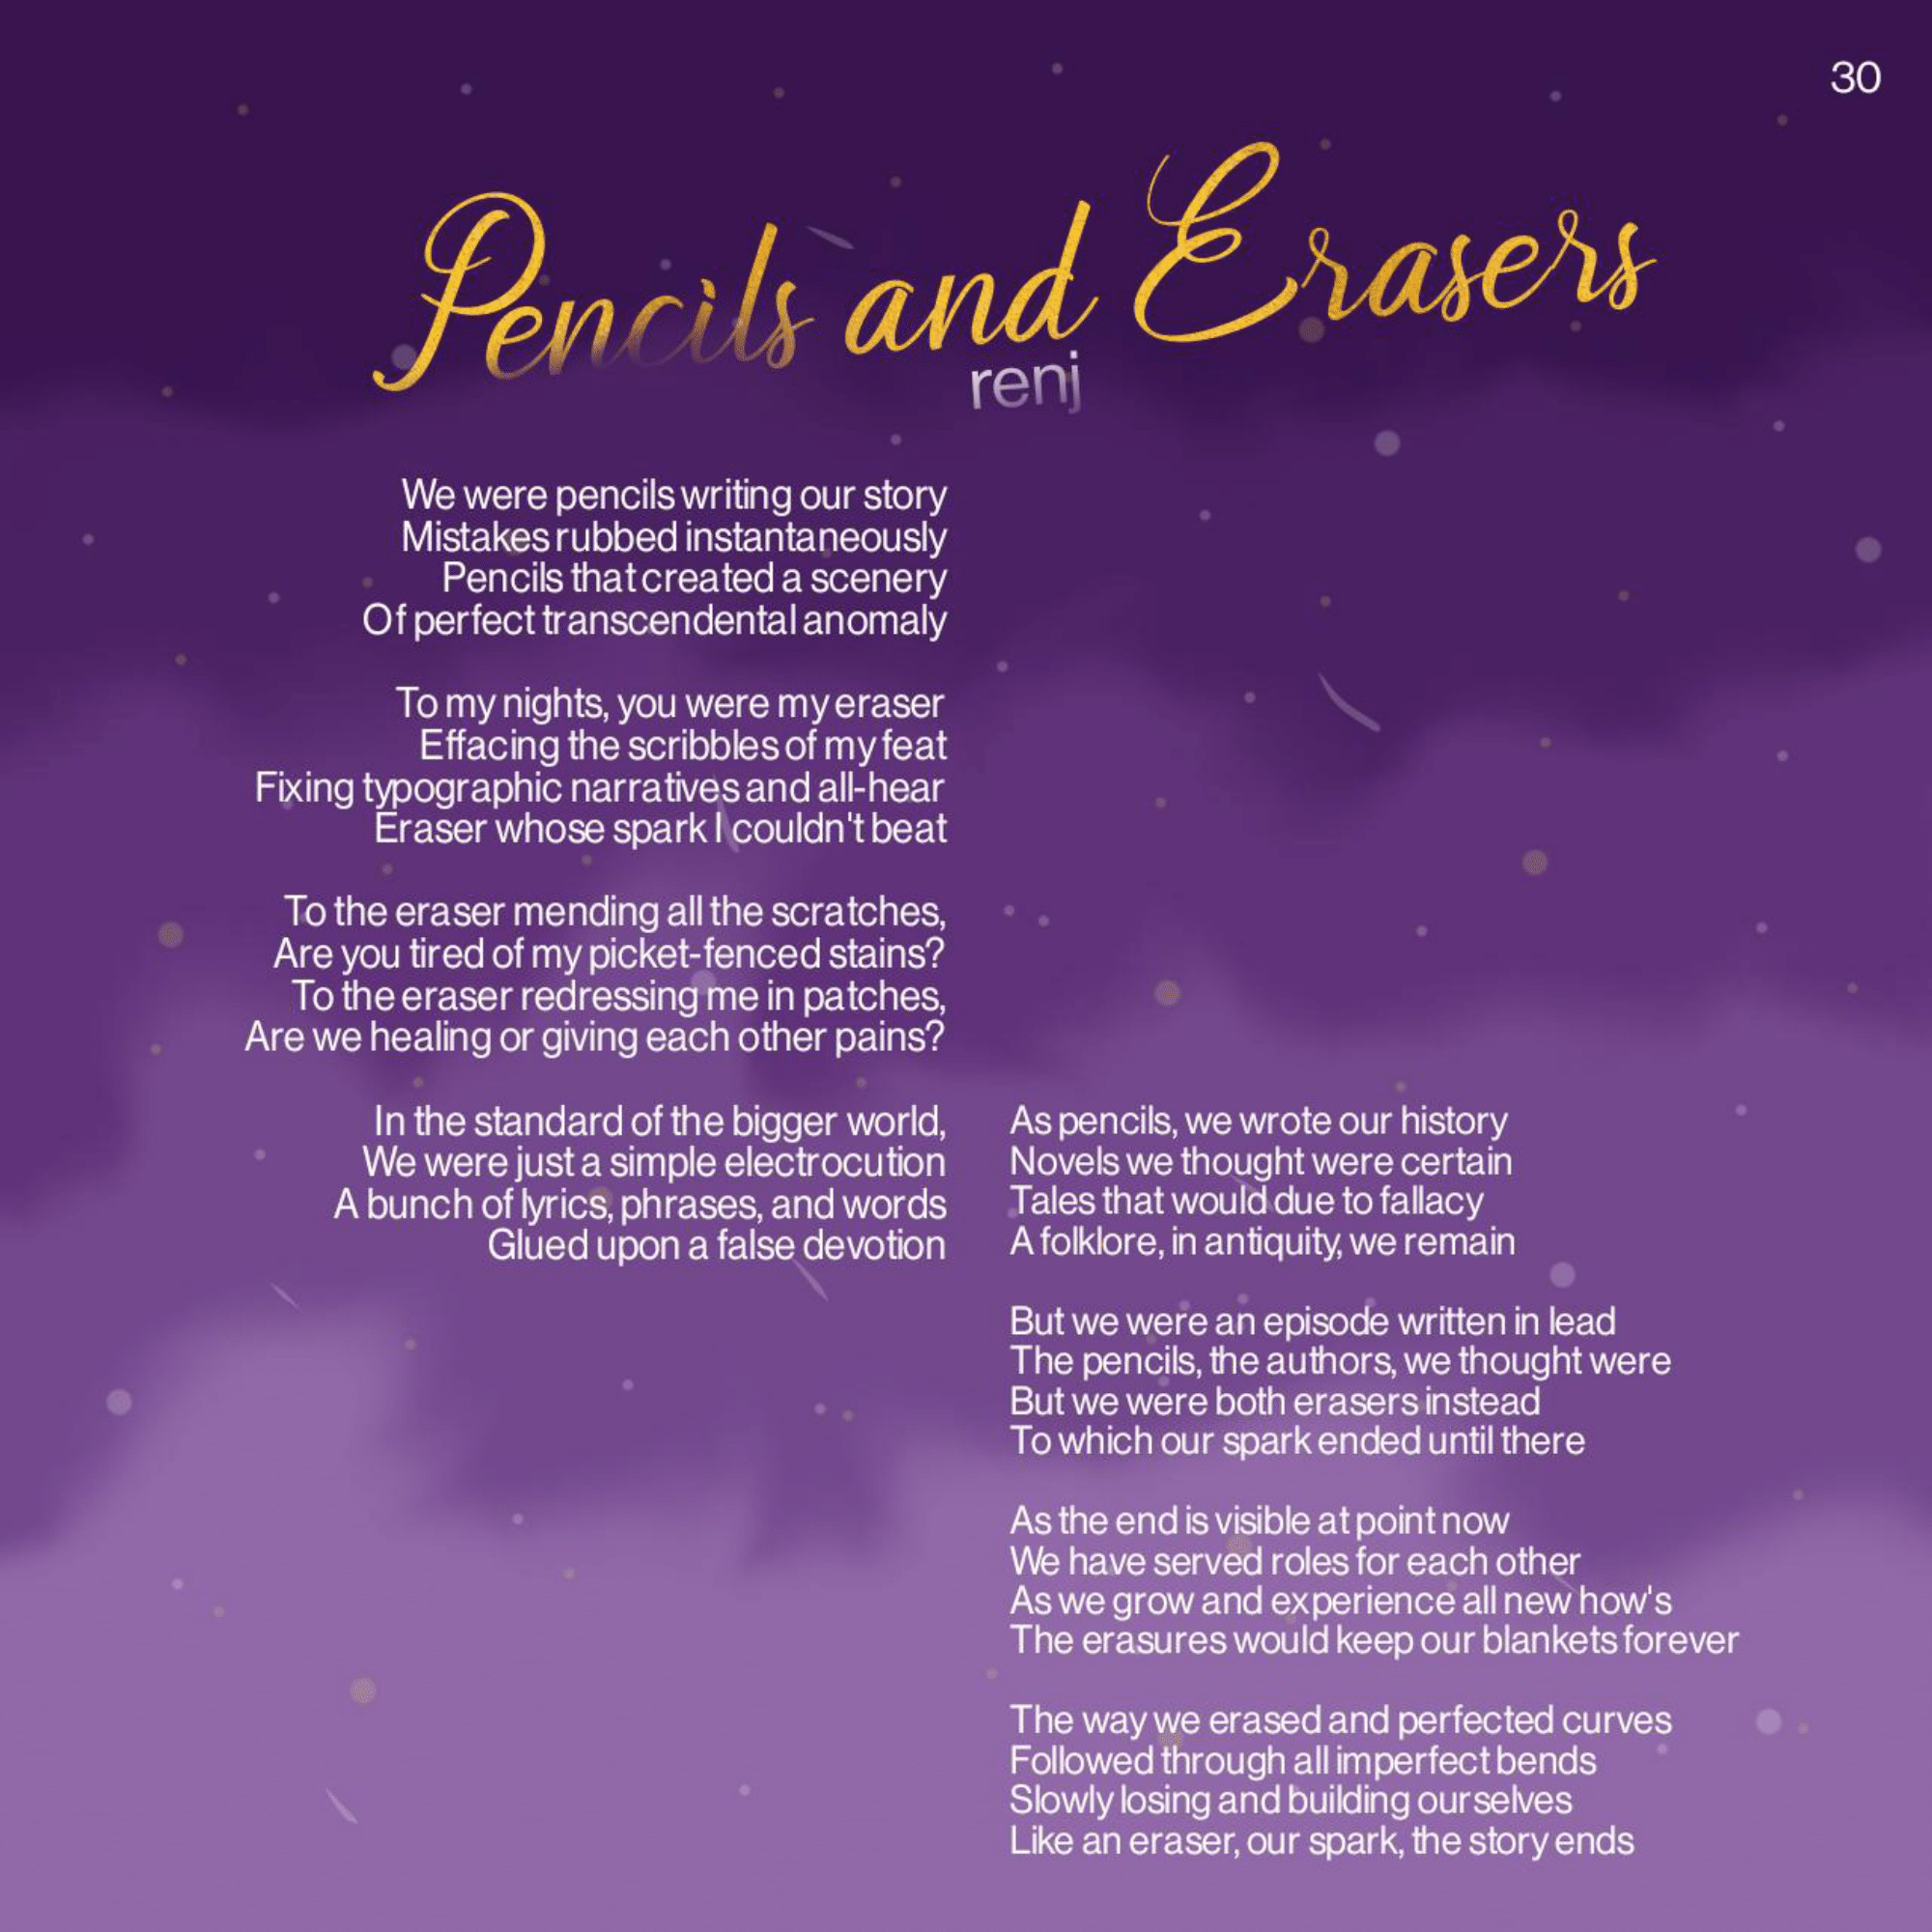 30
Pencils and Erasers
renj
We were pencils writing our story
Mistakes rubbed instantaneously
Pencils that created a scenery
Of perfect transcendental anomaly
To my nights, you were my eraser
Effacing the scribbles of my feat
Fixing typographic narratives and all-hear
Eraser whose spark I couldn't beat
To the eraser mending all the scratches,
Are you tired of my picket-fenced stains?
To the eraser redressing me in patches,
Are we healing or giving each other pains?
In the standard of the bigger world,
We were just a simple electrocution
A bunch of lyrics, phrases, and words
Glued upon a false devotion
As pencils, we wrote our history
Novels we thought were certain
Tales that would due to fallacy
A folklore, in antiquity, we remain
But we were an episode written in lead
The pencils, the authors, we thought were
But we were both erasers instead
To which our spark ended until there
As the end is visible at point now
We have served roles for each other
As we grow and experience all new how's
The erasures would keep our blankets forever
The way we erased and perfected curves
Followed through all imperfect bends
Slowly losing and building ourselves
Like an eraser, our spark, the story ends